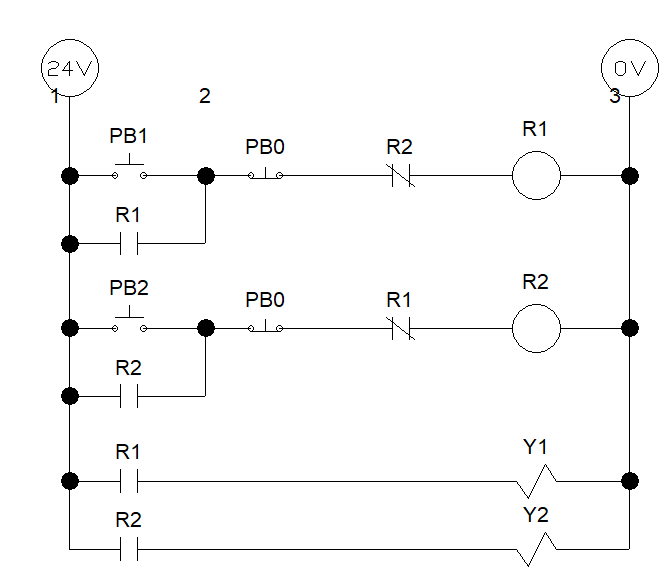 24V 0V
1 2 3
PB1 PB0 R2 R1
R1
PB2 PB0 R1 R2
R2
R1 Y1
R2 Y2